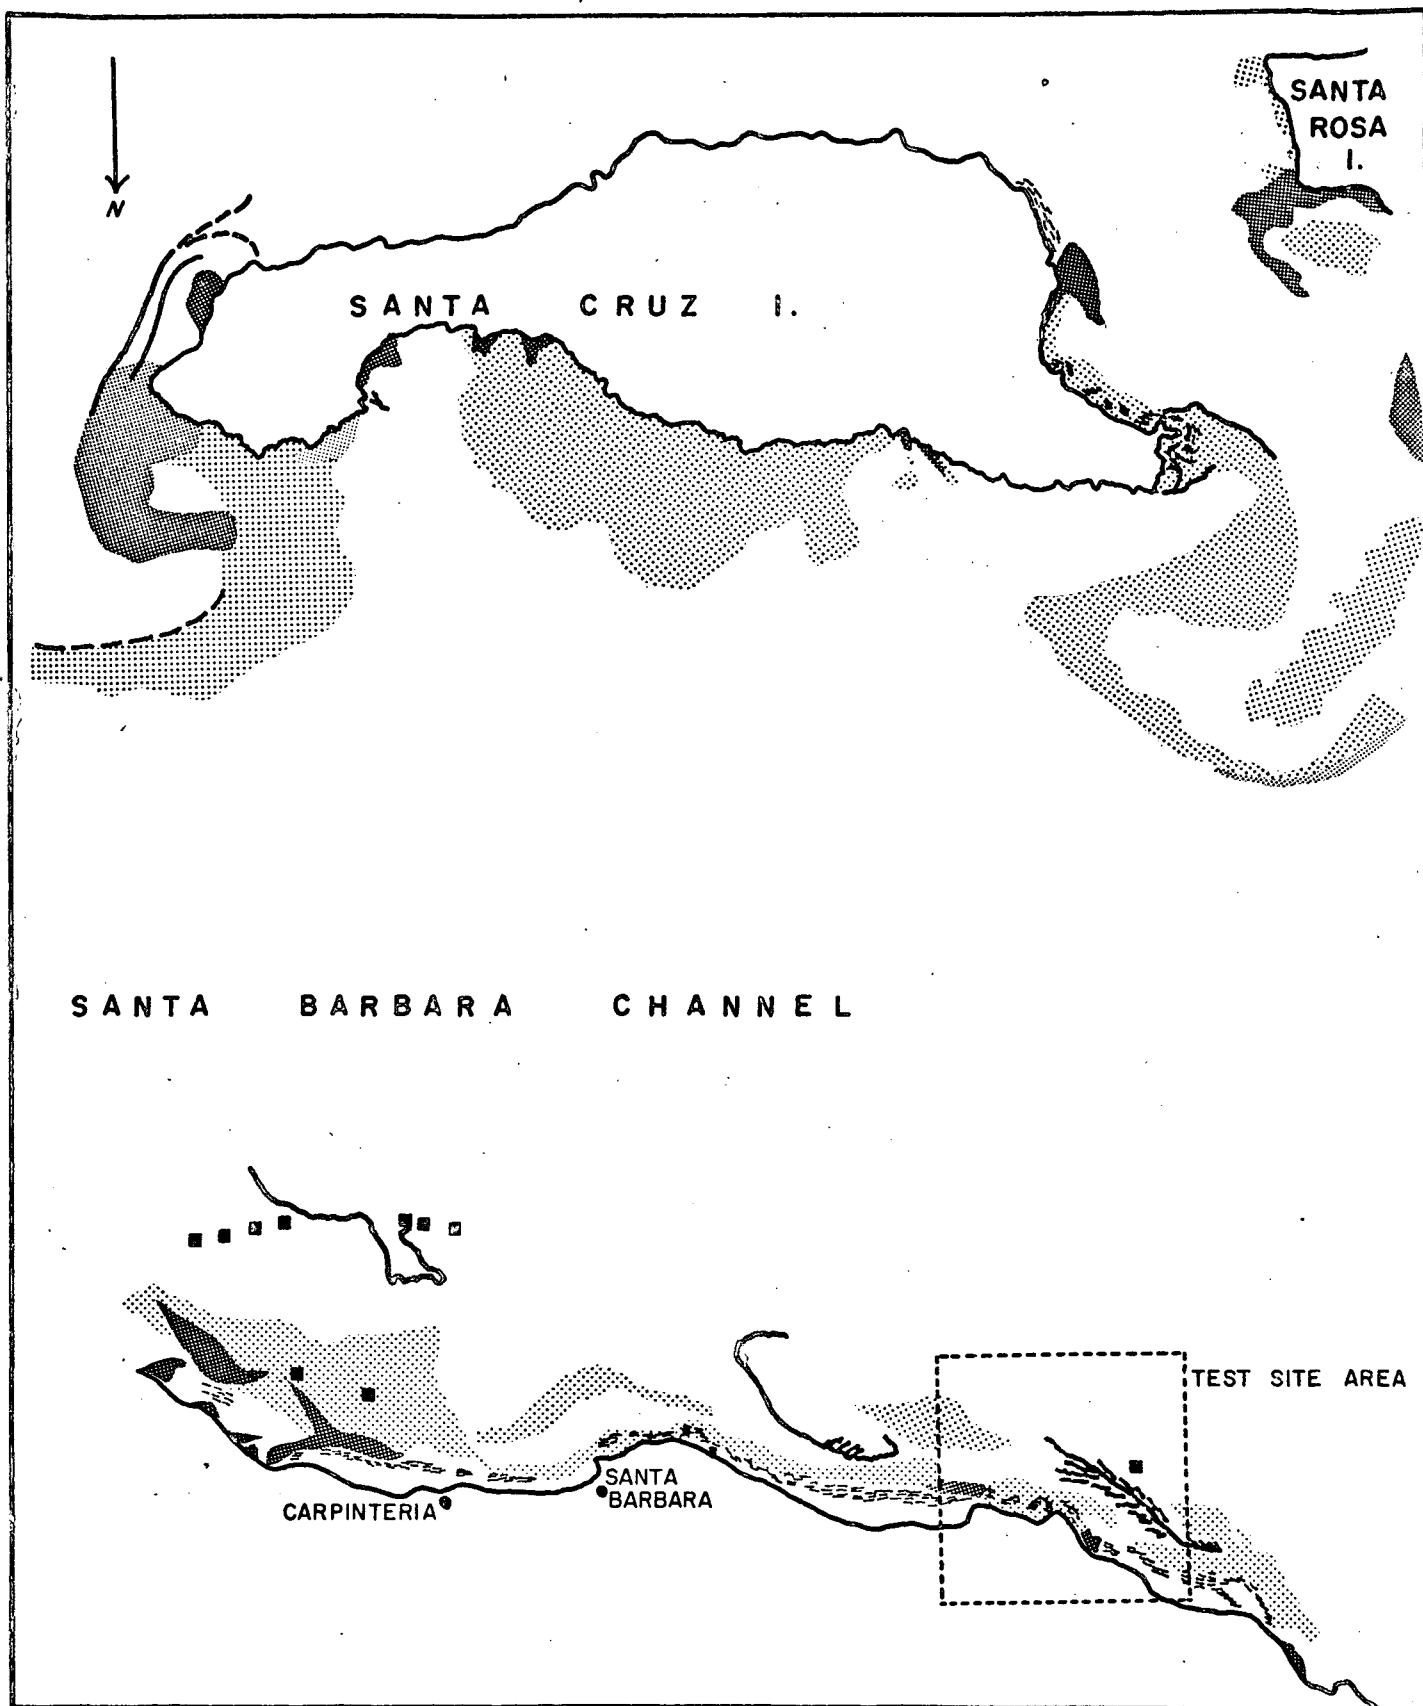 SANTA
ROSA
I.
N
SANTA CRUZ I.
SANTA BARBARA CHANNEL
TEST SITE AREA
SANTA
BARBARA
CARPINTERIA